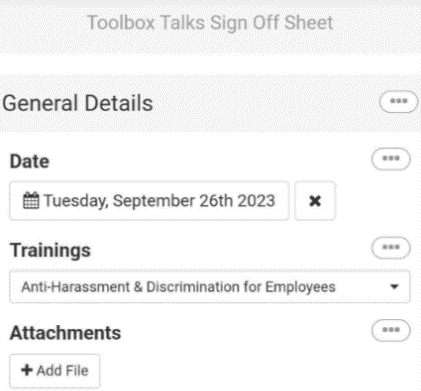 Toolbox Talks Sign Off Sheet
General Details
Date
Tuesday, September 26th 2023
Trainings
Anti-Harassment & Discrimination for Employees
Attachments
+ Add File